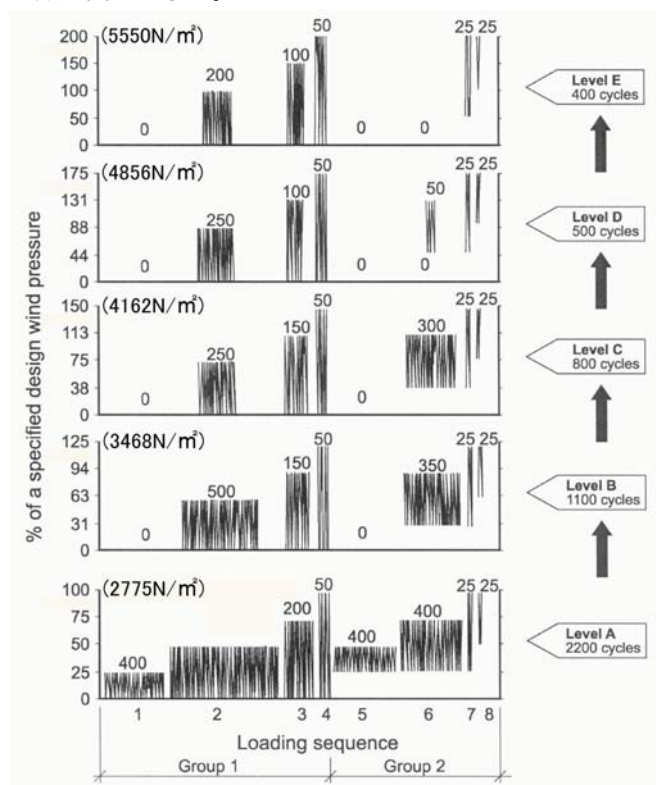 200 (5550N/㎡)
150
100
50
0
0
200
100
50
0
0
25 25
Level E
400 cycles
175 (4856N/㎡)
131
88
44
0
0
250
100
50
0
50
0
25 25
Level D
500 cycles
150 (4162N/㎡)
113
75
38
0
0
250
150
50
0
300
25 25
Level C
800 cycles
125 (3468N/㎡)
94
63
31
0
0
500
150
50
0
350
25 25
Level B
1100 cycles
100 (2775N/㎡)
75
50
25
0
400
200
50
400
400
25 25
Level A
2200 cycles
% of a specified design wind pressure
1 2 3 4 5 6 7 8
Loading sequence
Group 1 Group 2